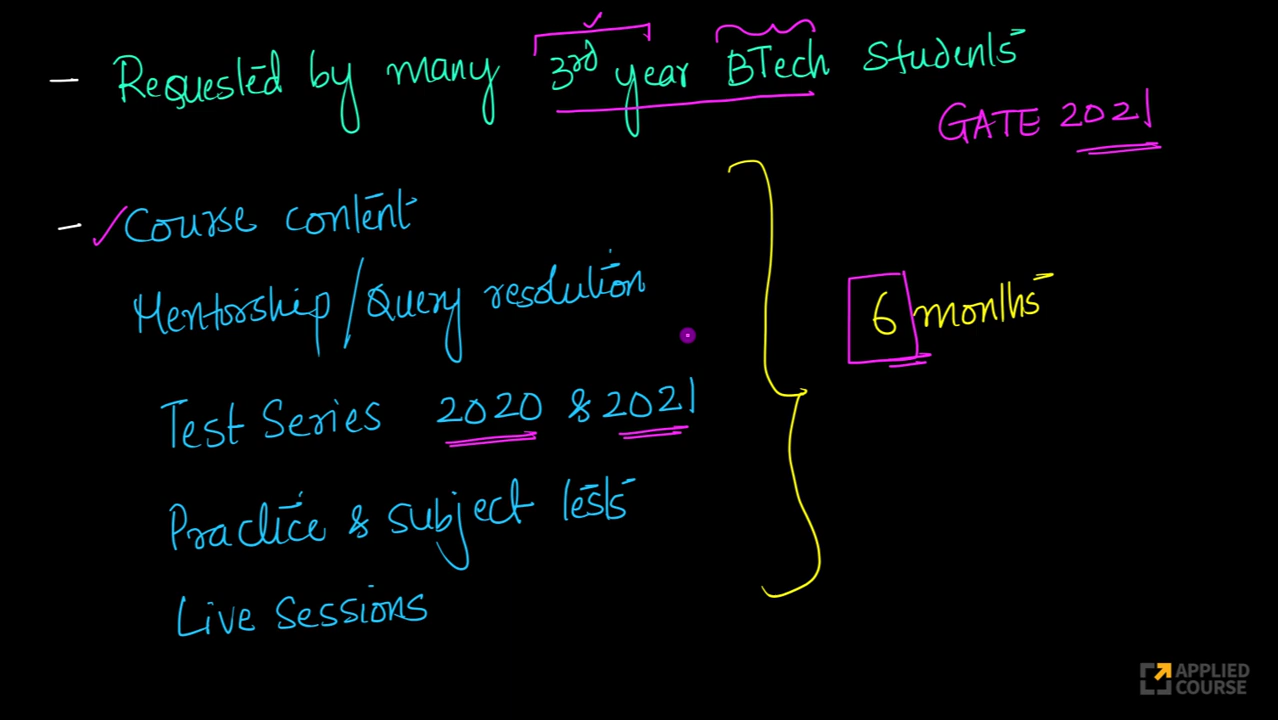 - Requested by many 3rd year BTech Students
GATE 2021
- ✓ Course content
Mentorship/Query resolution
6 months
Test Series 2020 & 2021
Practice & subject tests
Live Sessions
APPLIED
COURSE